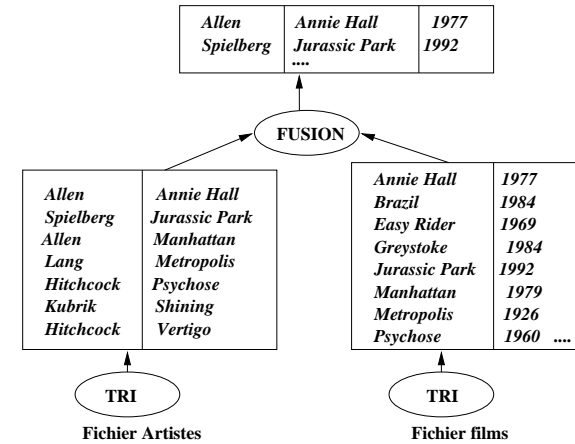 Allen Annie Hall 1977
Spielberg Jurassic Park 1992
....
FUSION
Allen Annie Hall
Spielberg Jurassic Park
Allen Manhattan
Lang Metropolis
Hitchcock Psychose
Kubrik Shining
Hitchcock Vertigo
Annie Hall 1977
Brazil 1984
Easy Rider 1969
Greystoke 1984
Jurassic Park 1992
Manhattan 1979
Metropolis 1926
Psychose 1960 ....
TRI
TRI
Fichier Artistes
Fichier films